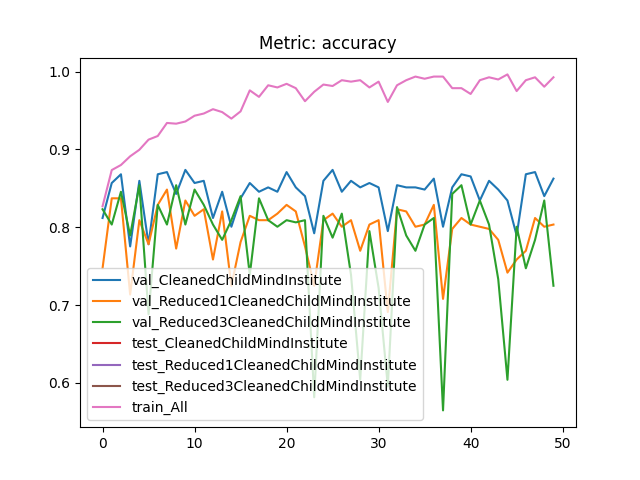 Metric: accuracy
1.0
0.9
0.8
0.7
0.6
val_CleanedChildMindInstitute
val_Reduced1CleanedChildMindInstitute
val_Reduced3CleanedChildMindInstitute
test_CleanedChildMindInstitute
test_Reduced1CleanedChildMindInstitute
test_Reduced3CleanedChildMindInstitute
train_All
0 10 20 30 40 50